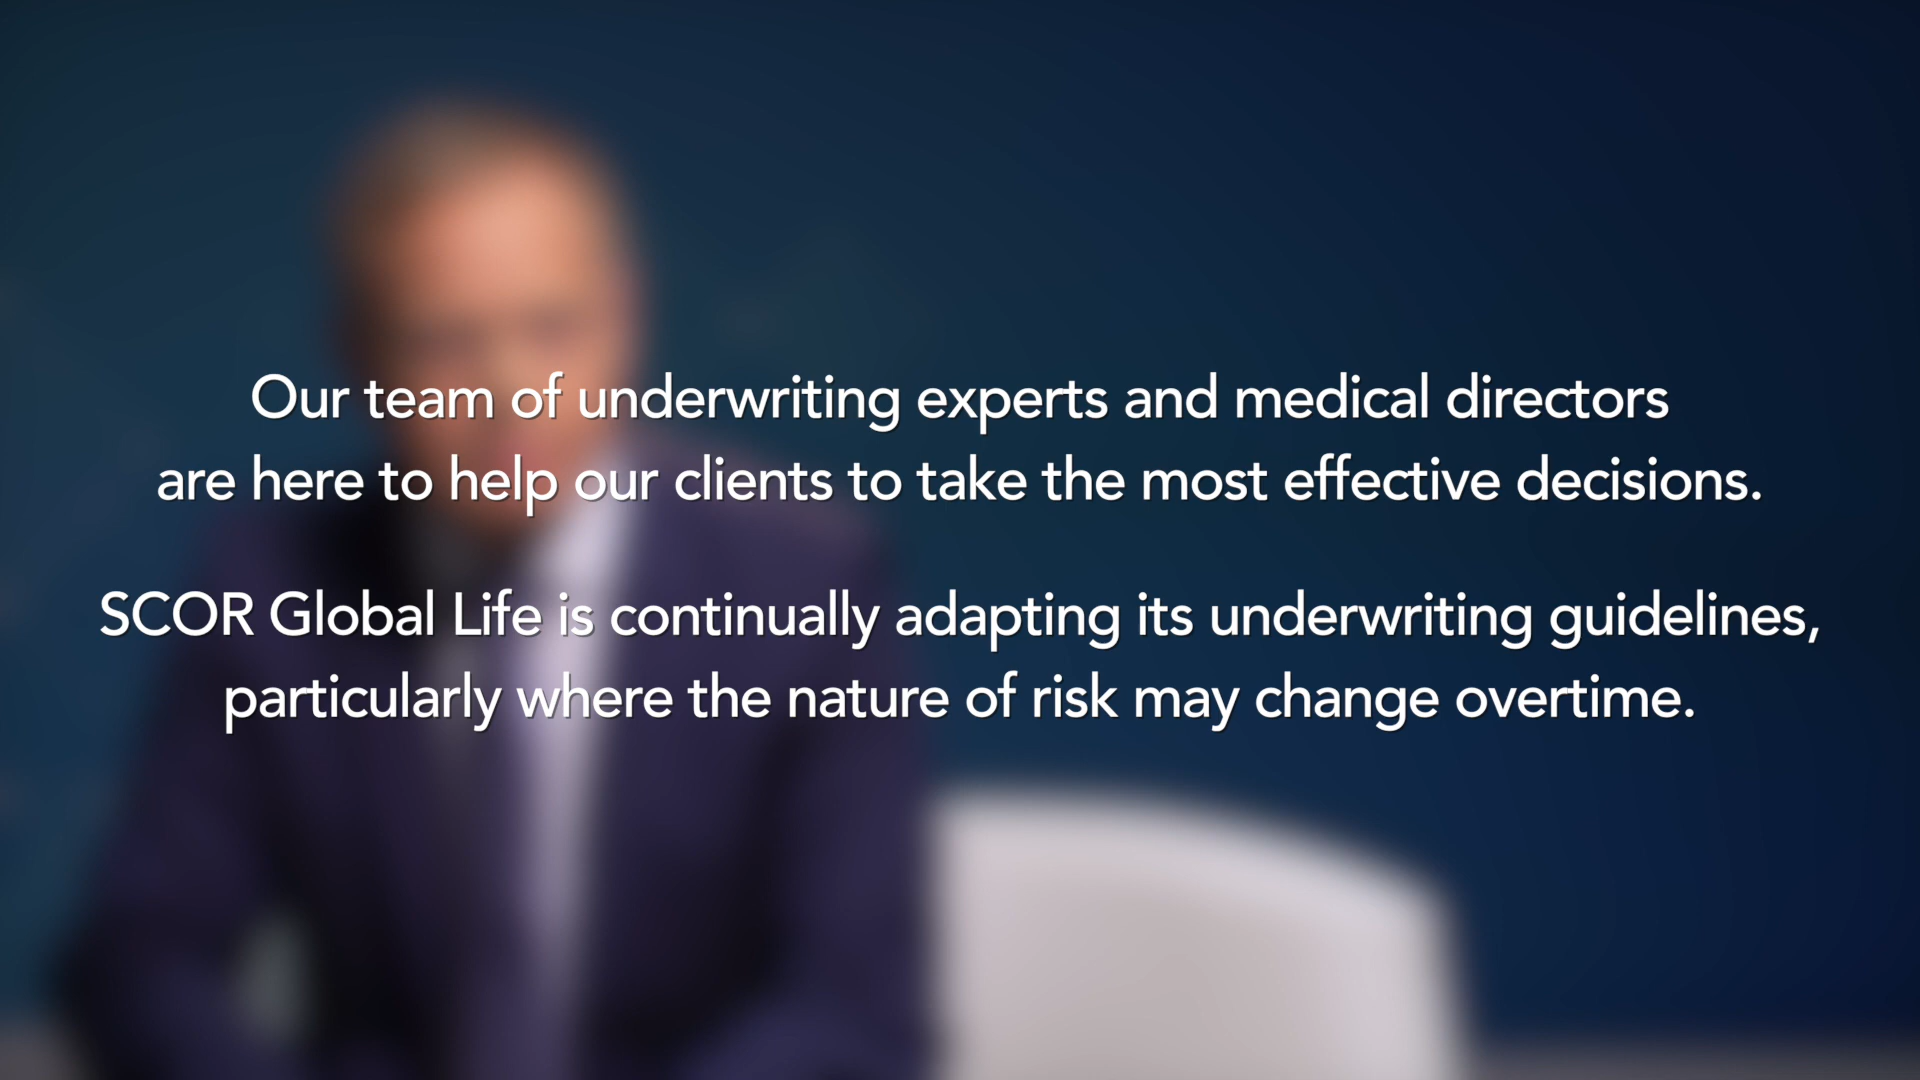 Our team of underwriting experts and medical directors
are here to help our clients to take the most effective decisions.
SCOR Global Life is continually adapting its underwriting guidelines,
particularly where the nature of risk may change overtime.